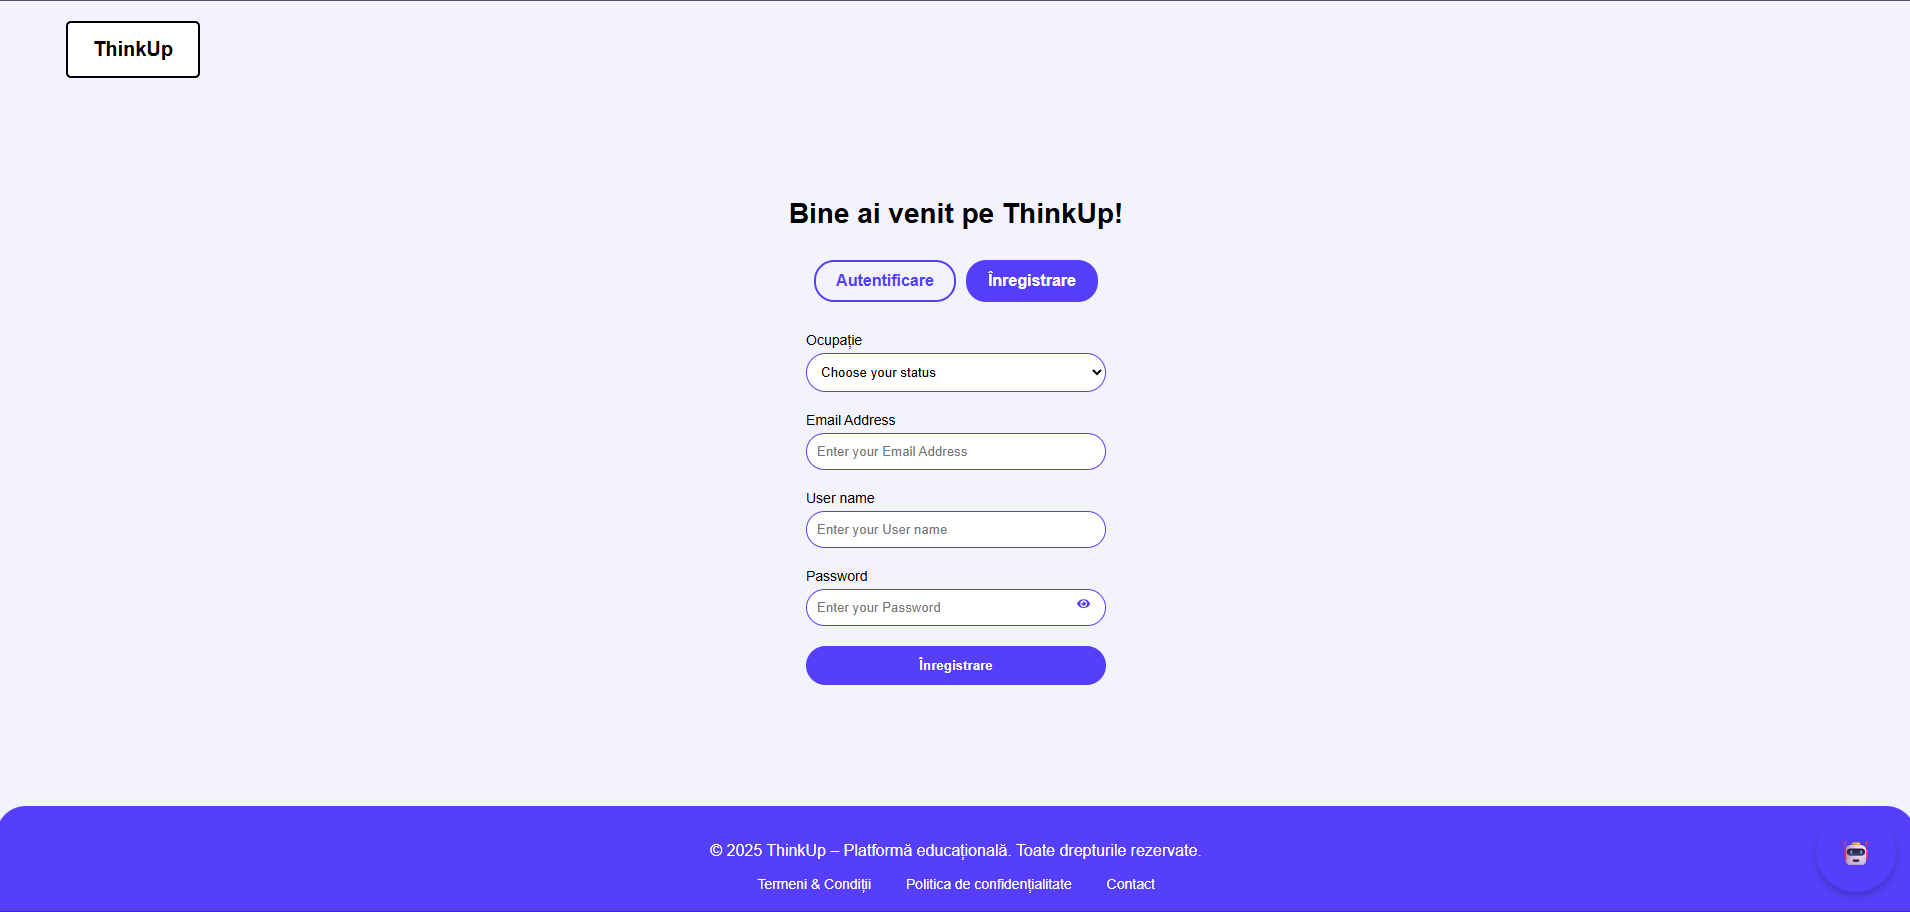 ThinkUp
Bine ai venit pe ThinkUp!
Autentificare
Înregistrare
Ocupație
Choose your status
Email Address
Enter your Email Address
User name
Enter your User name
Password
Enter your Password
Înregistrare
© 2025 ThinkUp – Platformă educațională. Toate drepturile rezervate.
Termeni & Condiții Politica de confidențialitate Contact